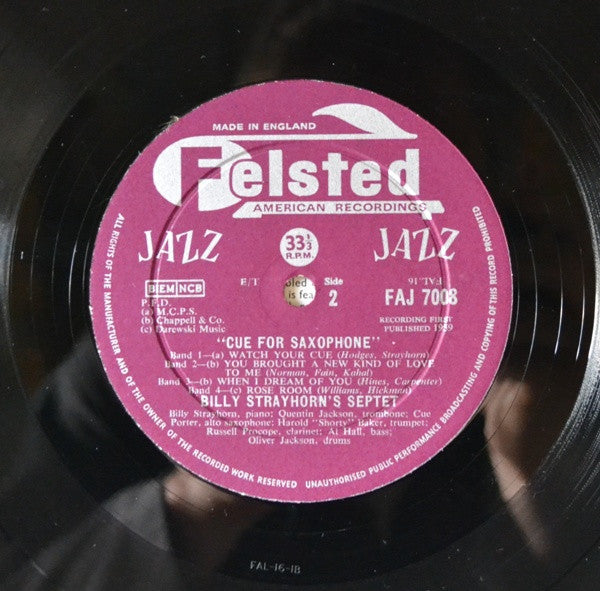 MADE IN ENGLAND
Felsted
AMERICAN RECORDINGS
JAZZ
33⅓
R.P.M.
JAZZ
BIEM NCB
E/T
oled
is fea
Side
2
FAL.16
FAJ 7008
P.F.D.
(a) M.C.P.S.
(b) Chappell & Co.
(c) Darewski Music
RECORDING FIRST
PUBLISHED 1959
"CUE FOR SAXOPHONE"
Band 1—(a) WATCH YOUR CUE (Hodges, Strayhorn)
Band 2—(b) YOU BROUGHT A NEW KIND OF LOVE
TO ME (Norman, Fain, Kahal)
Band 3—(b) WHEN I DREAM OF YOU (Hines, Carpenter)
Band 4—(c) ROSE ROOM (Williams, Hickman)
BILLY STRAYHORN'S SEPTET
Billy Strayhorn, piano; Quentin Jackson, trombone; Cue
Porter, alto saxophone; Harold "Shorty" Baker, trumpet;
Russell Procope, clarinet; Al Hall, bass;
Oliver Jackson, drums
ALL RIGHTS OF THE MANUFACTURER AND OF THE OWNER OF THE RECORDED WORK RESERVED
UNAUTHORISED PUBLIC PERFORMANCE BROADCASTING AND COPYING OF THIS RECORD PROHIBITED
FAL-16-1B